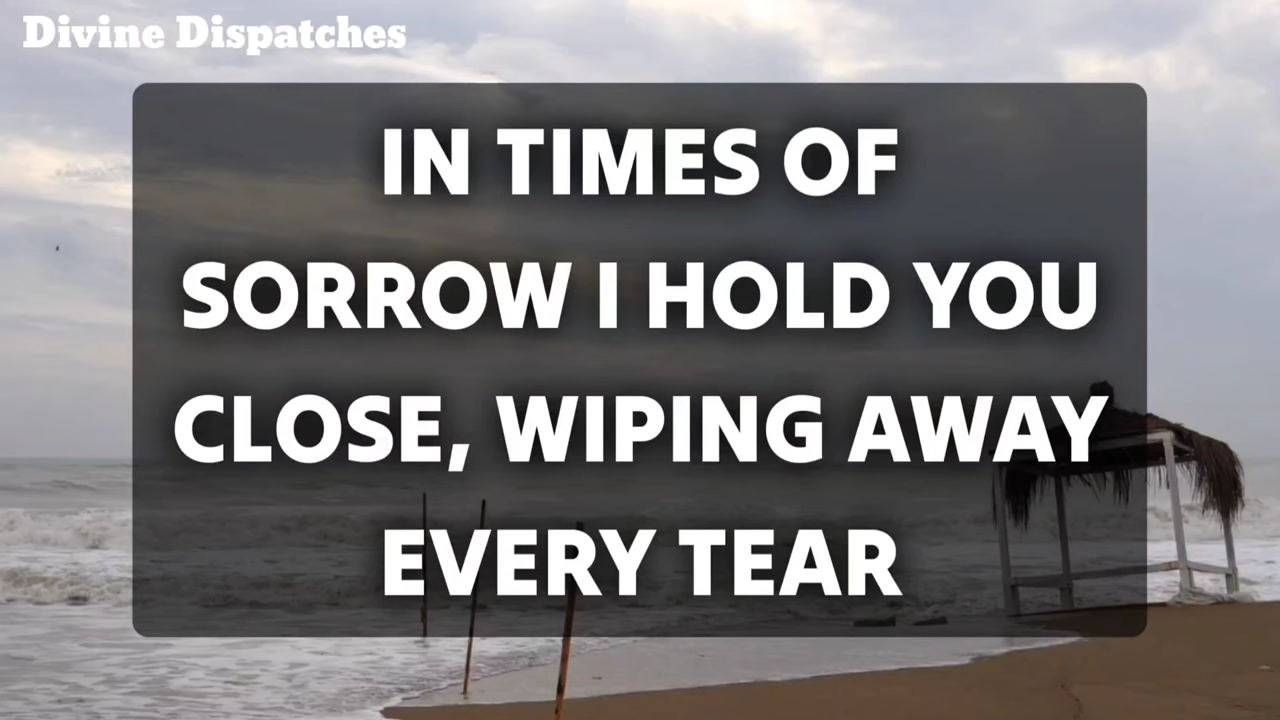 Divine Dispatches
IN TIMES OF
SORROW I HOLD YOU
CLOSE, WIPING AWAY
EVERY TEAR